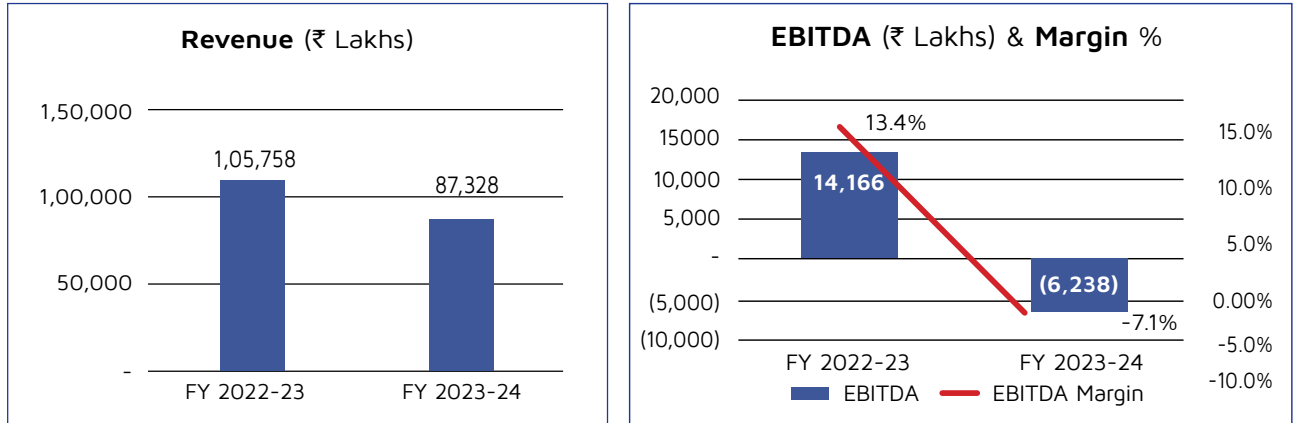 Revenue (₹ Lakhs)
1,50,000
1,00,000
50,000
-
1,05,758
87,328
FY 2022-23
FY 2023-24
EBITDA (₹ Lakhs) & Margin %
20,000
15000
10,000
5,000
-
(5,000)
(10,000)
13.4%
14,166
(6,238)
-7.1%
15.0%
10.0%
5.0%
0.00%
-5.0%
-10.0%
FY 2022-23
FY 2023-24
EBITDA
EBITDA Margin